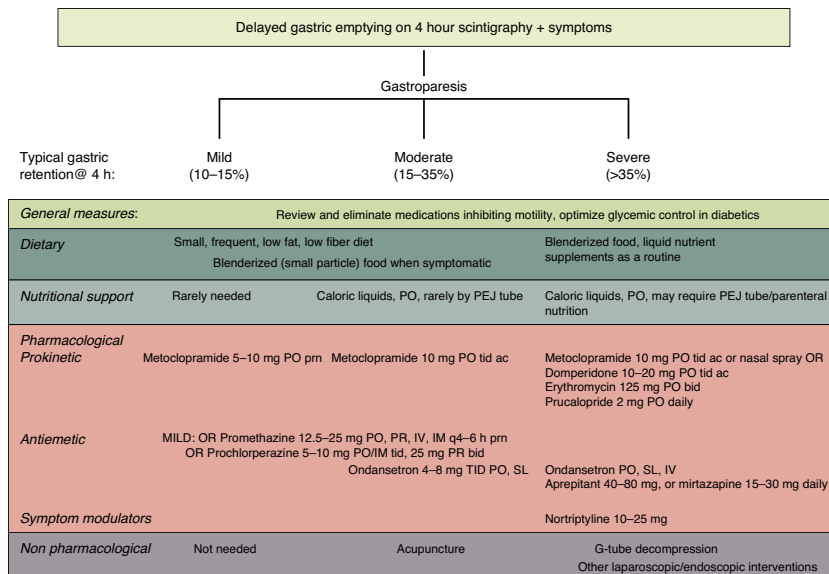 Delayed gastric emptying on 4 hour scintigraphy + symptoms
Gastroparesis
Typical gastric retention@ 4 h:
Mild (10–15%)
Moderate (15–35%)
Severe (>35%)
General measures: Review and eliminate medications inhibiting motility, optimize glycemic control in diabetics
Dietary
Small, frequent, low fat, low fiber diet
Blenderized (small particle) food when symptomatic
Blenderized food, liquid nutrient
supplements as a routine
Nutritional support
Rarely needed
Caloric liquids, PO, rarely by PEJ tube
Caloric liquids, PO, may require PEJ tube/parenteral
nutrition
Pharmacological
Prokinetic
Metoclopramide 5–10 mg PO prn
Metoclopramide 10 mg PO tid ac
Metoclopramide 10 mg PO tid ac or nasal spray OR
Domperidone 10–20 mg PO tid ac
Erythromycin 125 mg PO bid
Prucalopride 2 mg PO daily
Antiemetic
MILD: OR Promethazine 12.5–25 mg PO, PR, IV, IM q4–6 h prn
OR Prochlorperazine 5–10 mg PO/IM tid, 25 mg PR bid
Ondansetron 4–8 mg TID PO, SL
Ondansetron PO, SL, IV
Aprepitant 40–80 mg, or mirtazapine 15–30 mg daily
Symptom modulators
Nortriptyline 10–25 mg
Non pharmacological
Not needed
Acupuncture
G-tube decompression
Other laparoscopic/endoscopic interventions